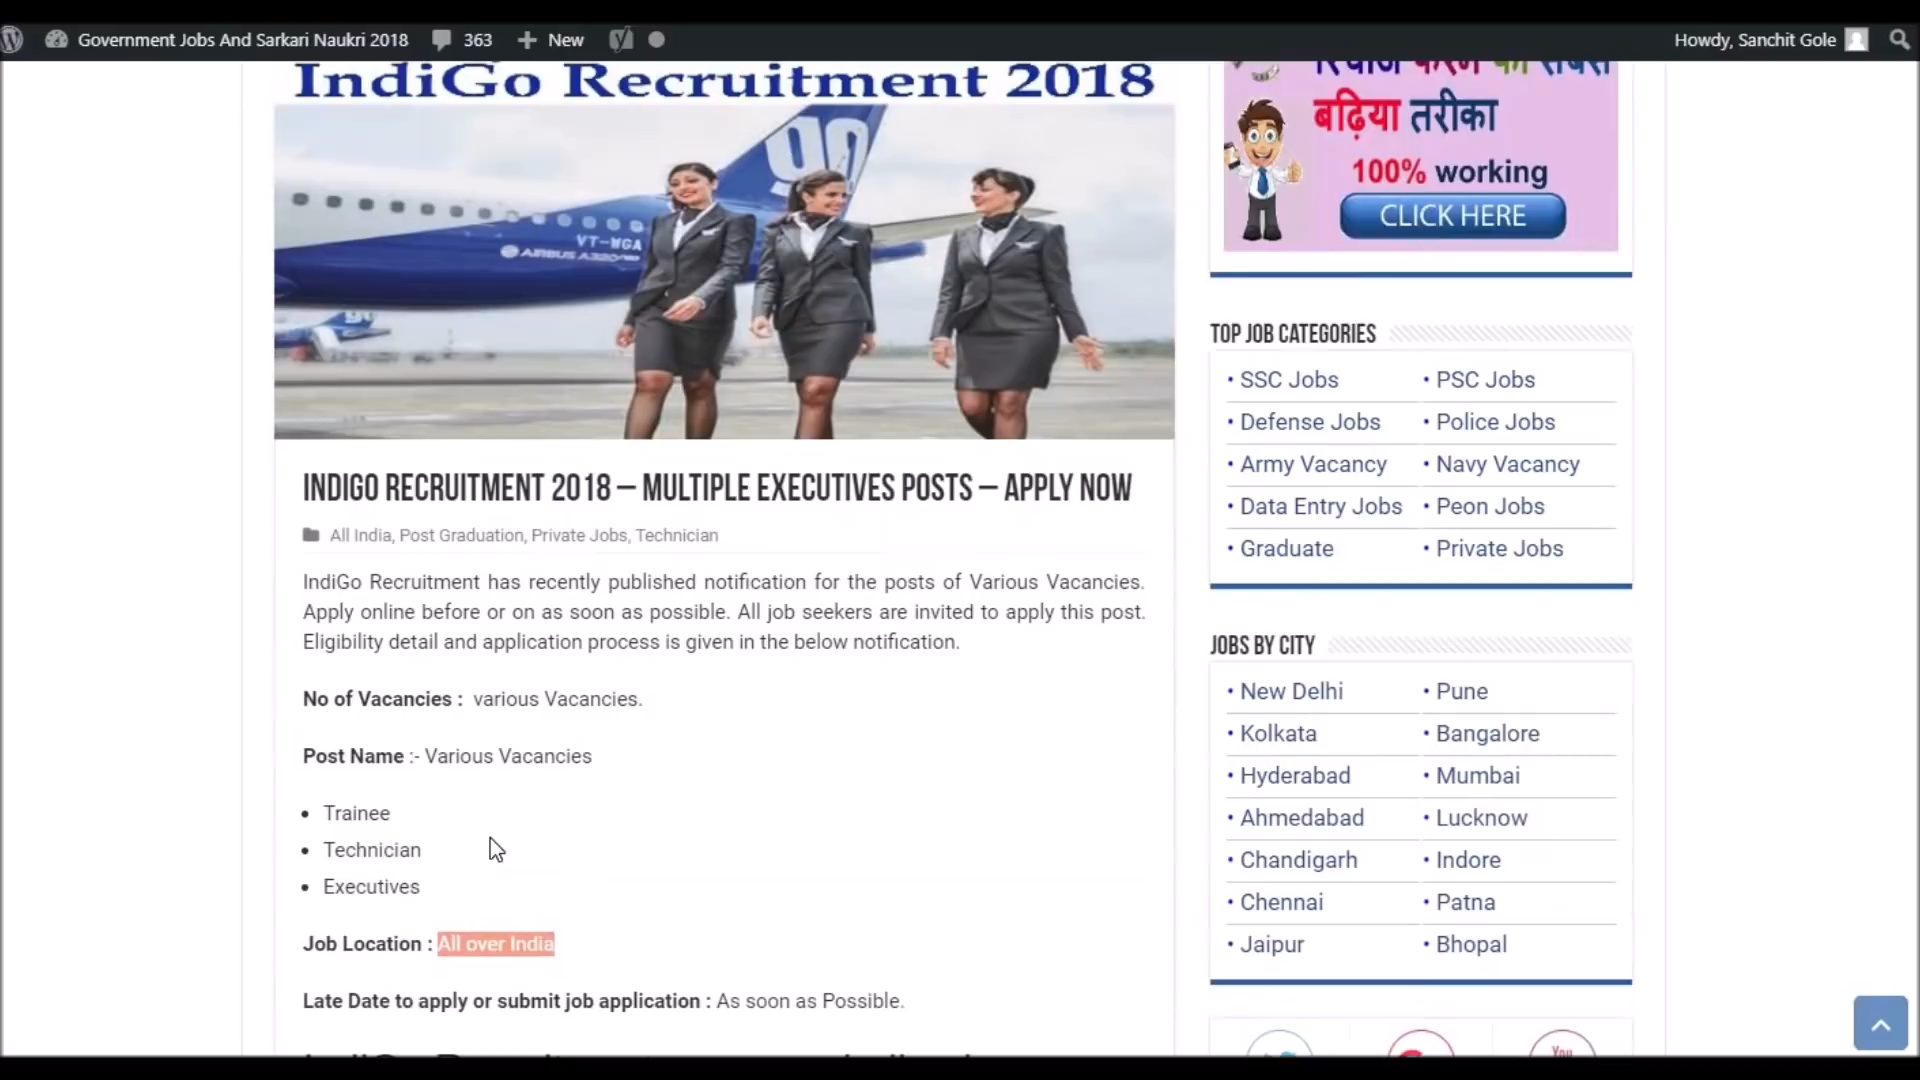 Government Jobs And Sarkari Naukri 2018 363 New Howdy, Sanchit Gole
IndiGo Recruitment 2018
GO
VT-WGA
AIRBUS A320
INDIGO RECRUITMENT 2018 – MULTIPLE EXECUTIVES POSTS – APPLY NOW
All India, Post Graduation, Private Jobs, Technician
IndiGo Recruitment has recently published notification for the posts of Various Vacancies.
Apply online before or on as soon as possible. All job seekers are invited to apply this post.
Eligibility detail and application process is given in the below notification.
No of Vacancies : various Vacancies.
Post Name :- Various Vacancies
• Trainee
• Technician
• Executives
Job Location : All over India
Late Date to apply or submit job application : As soon as Possible.
बढ़िया तरीका
100% working
CLICK HERE
TOP JOB CATEGORIES
• SSC Jobs • PSC Jobs
• Defense Jobs • Police Jobs
• Army Vacancy • Navy Vacancy
• Data Entry Jobs • Peon Jobs
• Graduate • Private Jobs
JOBS BY CITY
• New Delhi • Pune
• Kolkata • Bangalore
• Hyderabad • Mumbai
• Ahmedabad • Lucknow
• Chandigarh • Indore
• Chennai • Patna
• Jaipur • Bhopal
You